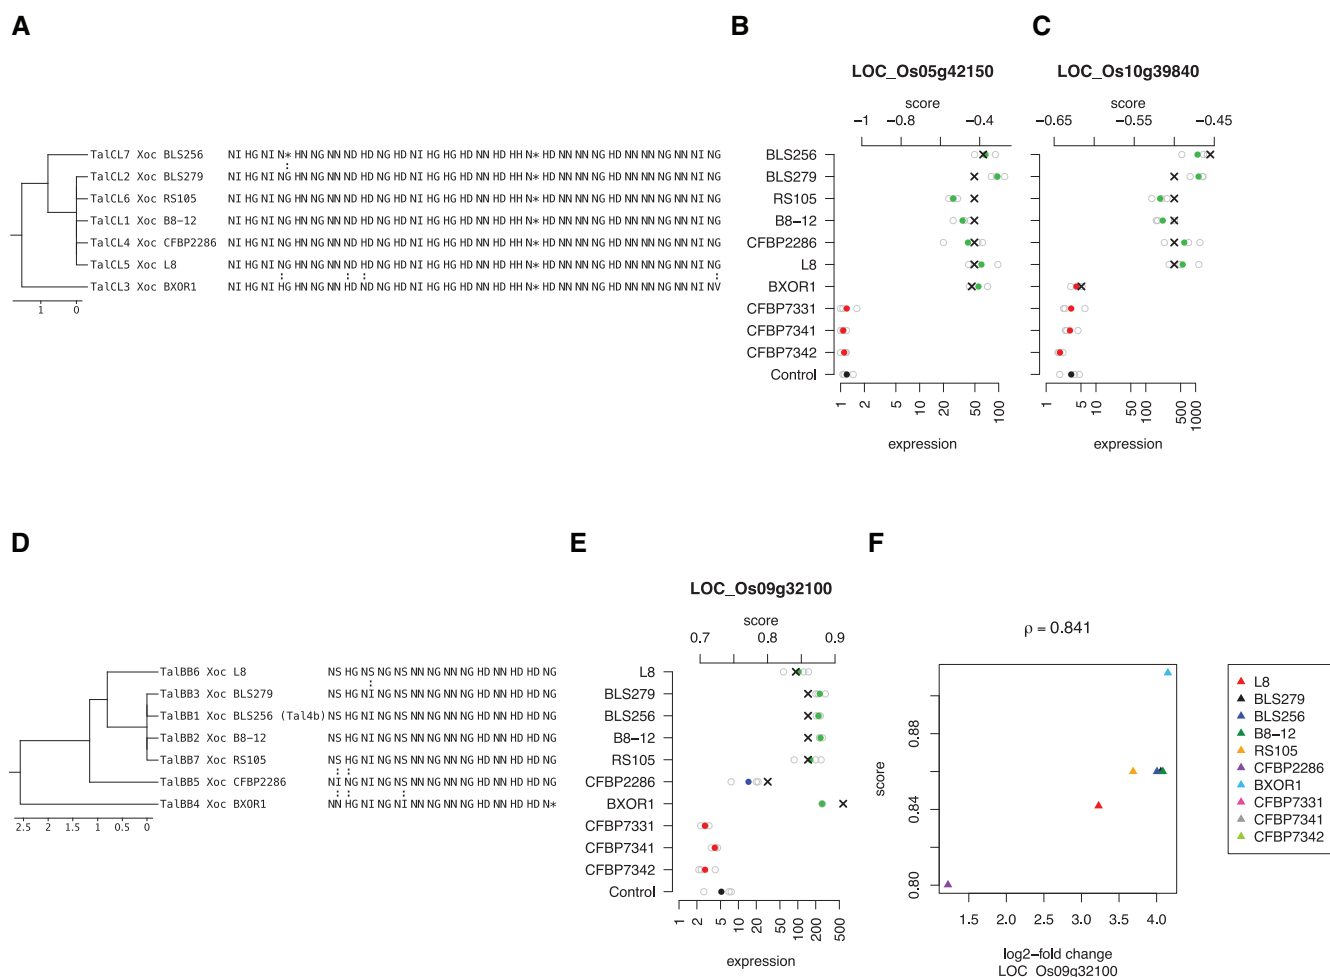 A
TalCL7 Xoc BLS256 NI HG NI N* HN NG NN ND HD NG HD NI HG HG HD NN HD HH N* HD NN NN NG HD NN NG NN NI NG
TalCL2 Xoc BLS279 NI HG NI NG HN NG NN ND HD NG HD NI HG HG HD NN HD HH N* HD NN NN NG HD NN NG NN NI NG
TalCL6 Xoc RS105 NI HG NI NG HN NG NN ND HD NG HD NI HG HG HD NN HD HH N* HD NN NN NG HD NN NG NN NI NG
TalCL1 Xoc B8-12 NI HG NI NG HN NG NN ND HD NG HD NI HG HG HD NN HD HH N* HD NN NN NG HD NN NG NN NI NG
TalCL4 Xoc CFBP2286 NI HG NI NG HN NG NN ND HD NG HD NI HG HG HD NN HD HH N* HD NN NN NG HD NN NG NN NI NG
TalCL5 Xoc L8 NI HG NI NG HN NG NN ND HD NG HD NI HG HG HD NN HD HH N* HD NN NN NG HD NN NG NN NI NG
TalCL3 Xoc BXOR1 NI HG NI HG HN NG NN HD ND NG HD NI HG HG HD NN HD HH N* HD NN NN NG HD NN NG NN NI NV
1 0
B
LOC_Os05g42150
score
−1 −0.8 −0.6 −0.4
BLS256
BLS279
RS105
B8−12
CFBP2286
L8
BXOR1
CFBP7331
CFBP7341
CFBP7342
Control
1 2 5 10 20 50 100
expression
C
LOC_Os10g39840
score
−0.65 −0.55 −0.45
1 5 10 50 100 500 1000
expression
D
TalBB6 Xoc L8 NS HG NS NG NS NN NG NN NG HD NN HD HD NG
TalBB3 Xoc BLS279 NS HG NI NG NS NN NG NN NG HD NN HD HD NG
TalBB1 Xoc BLS256 (Tal4b) NS HG NI NG NS NN NG NN NG HD NN HD HD NG
TalBB2 Xoc B8-12 NS HG NI NG NS NN NG NN NG HD NN HD HD NG
TalBB7 Xoc RS105 NS HG NI NG NS NN NG NN NG HD NN HD HD NG
TalBB5 Xoc CFBP2286 NI NG NI NG NS NN NG NN NG HD NN HD HD NG
TalBB4 Xoc BXOR1 NN HG NI NG NI NN NG NN NG HD NN HD HD N*
2.5 2 1.5 1 0.5 0
E
LOC_Os09g32100
score
0.7 0.8 0.9
L8
BLS279
BLS256
B8−12
RS105
CFBP2286
BXOR1
CFBP7331
CFBP7341
CFBP7342
Control
1 2 5 10 20 50 200 500
expression
F
ρ = 0.841
score
0.80 0.84 0.88
1.5 2.0 2.5 3.0 3.5 4.0
log2−fold change
LOC_Os09g32100
L8
BLS279
BLS256
B8−12
RS105
CFBP2286
BXOR1
CFBP7331
CFBP7341
CFBP7342